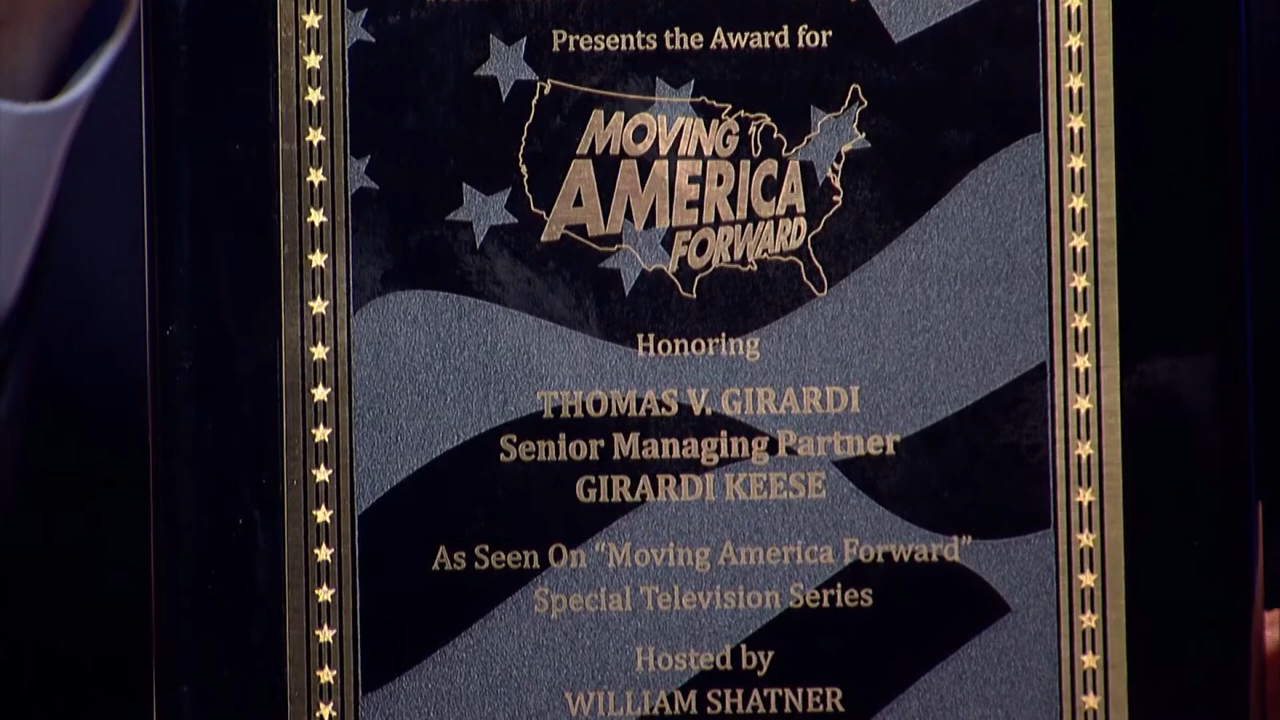 Presents the Award for
MOVING
AMERICA
FORWARD
Honoring
THOMAS V. GIRARDI
Senior Managing Partner
GIRARDI KEESE
As Seen On “Moving America Forward”
Special Television Series
Hosted by
WILLIAM SHATNER